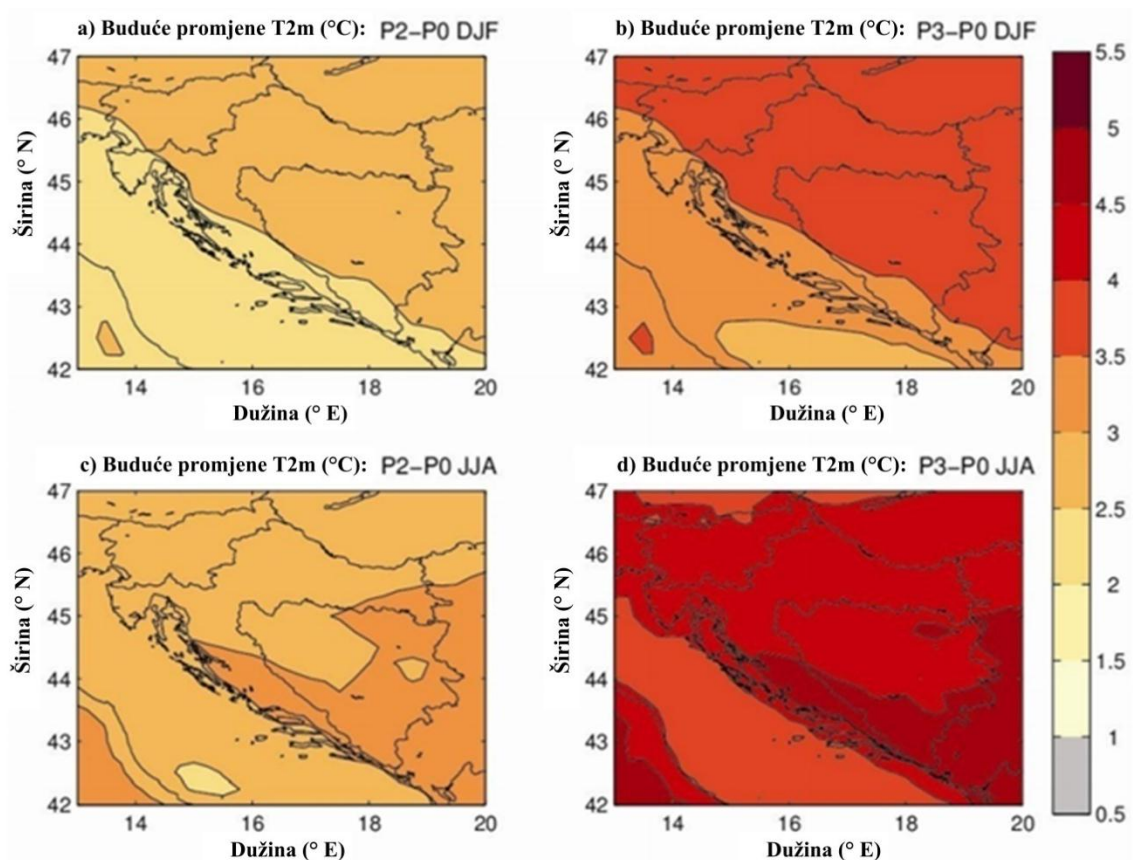 a) Buduće promjene T2m (°C): P2-P0 DJF
47
46
45
44
43
42
Širina (° N)
14 16 18 20
Dužina (° E)
b) Buduće promjene T2m (°C): P3-P0 DJF
47
46
45
44
43
42
Širina (° N)
14 16 18 20
Dužina (° E)
c) Buduće promjene T2m (°C): P2-P0 JJA
47
46
45
44
43
42
Širina (° N)
14 16 18 20
Dužina (° E)
d) Buduće promjene T2m (°C): P3-P0 JJA
47
46
45
44
43
42
Širina (° N)
14 16 18 20
Dužina (° E)
5.5
5
4.5
4
3.5
3
2.5
2
1.5
1
0.5